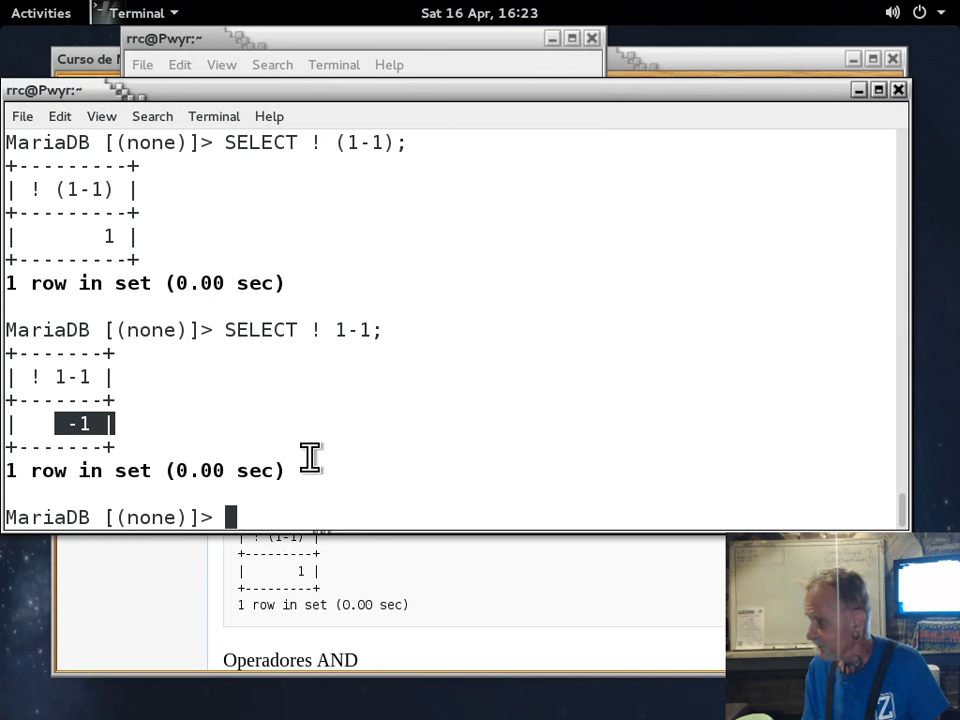 Activities Terminal Sat 16 Apr, 16:23
rrc@Pwyr:~
File Edit View Search Terminal Help
Curso de
rrc@Pwyr:~
File Edit View Search Terminal Help
MariaDB [(none)]> SELECT ! (1-1);
+---------+
| ! (1-1) |
+---------+
|       1 |
+---------+
1 row in set (0.00 sec)
MariaDB [(none)]> SELECT ! 1-1;
+-------+
| ! 1-1 |
+-------+
|    -1 |
+-------+
1 row in set (0.00 sec)
MariaDB [(none)]>
| ! (1-1) |
+---------+
|       1 |
+---------+
1 row in set (0.00 sec)
Operadores AND
Z